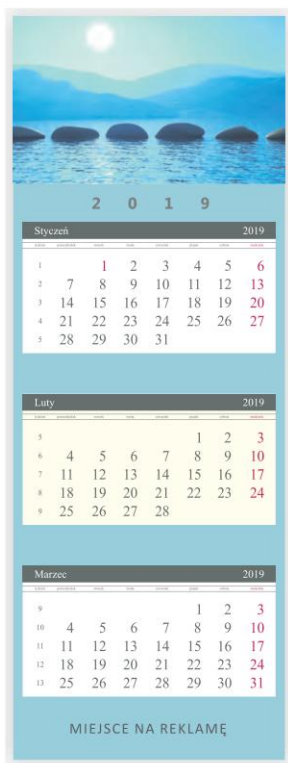 2 0 1 9
Styczeń 2019
1 1 2 3 4 5 6
2 7 8 9 10 11 12 13
3 14 15 16 17 18 19 20
4 21 22 23 24 25 26 27
5 28 29 30 31
Luty 2019
5 1 2 3
6 4 5 6 7 8 9 10
7 11 12 13 14 15 16 17
8 18 19 20 21 22 23 24
9 25 26 27 28
Marzec 2019
9 1 2 3
10 4 5 6 7 8 9 10
11 11 12 13 14 15 16 17
12 18 19 20 21 22 23 24
13 25 26 27 28 29 30 31
MIEJSCE NA REKLAMĘ